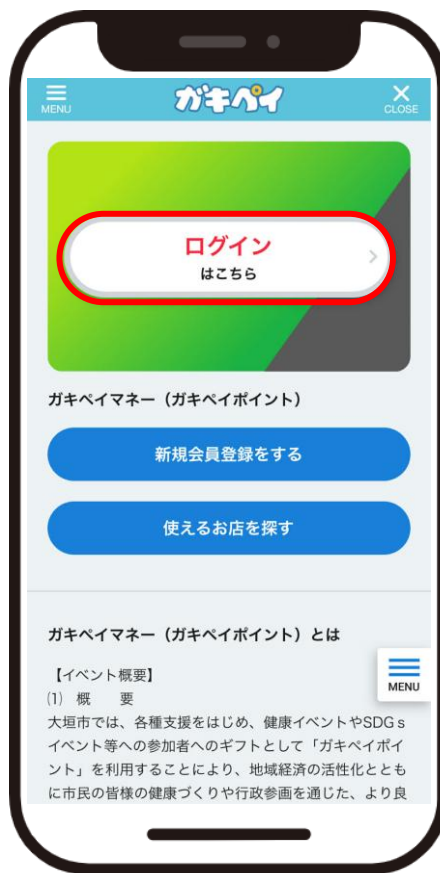 MENU
ガキペイ
CLOSE
ログイン
はこちら
ガキペイマネー（ガキペイポイント）
新規会員登録をする
使えるお店を探す
ガキペイマネー（ガキペイポイント）とは
【イベント概要】
⑴　概　　要
大垣市では、各種支援をはじめ、健康イベントやSDGｓ
イベント等への参加者へのギフトとして「ガキペイポイ
ント」を利用することにより、地域経済の活性化ととも
に市民の皆様の健康づくりや行政参画を通じた、より良
MENU